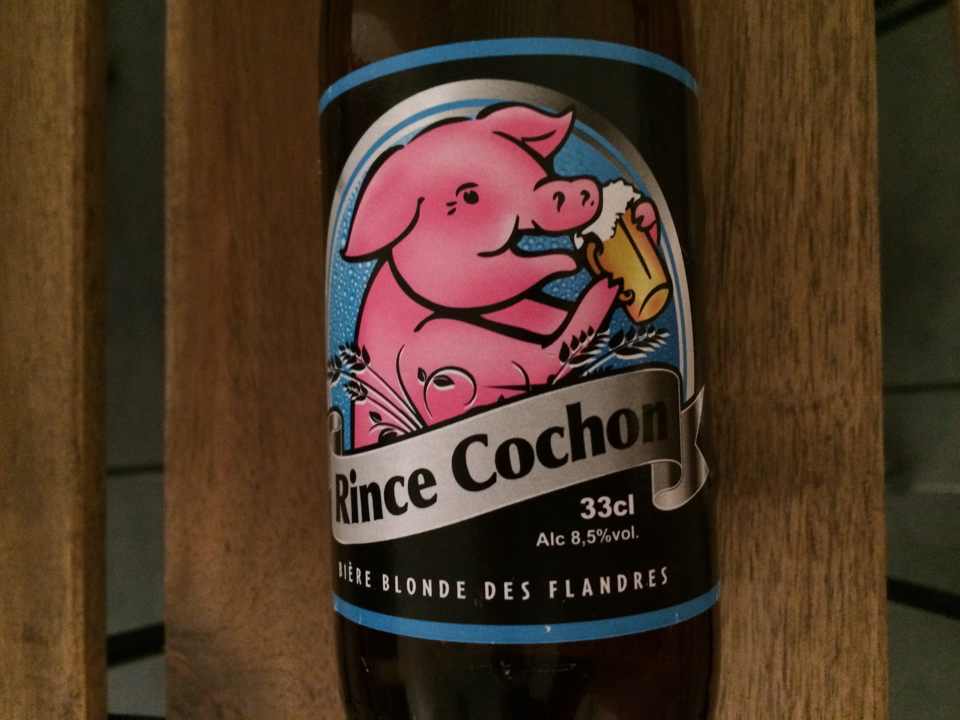 Rince Cochon
33cl
Alc 8,5%vol.
BIÈRE BLONDE DES FLANDRES